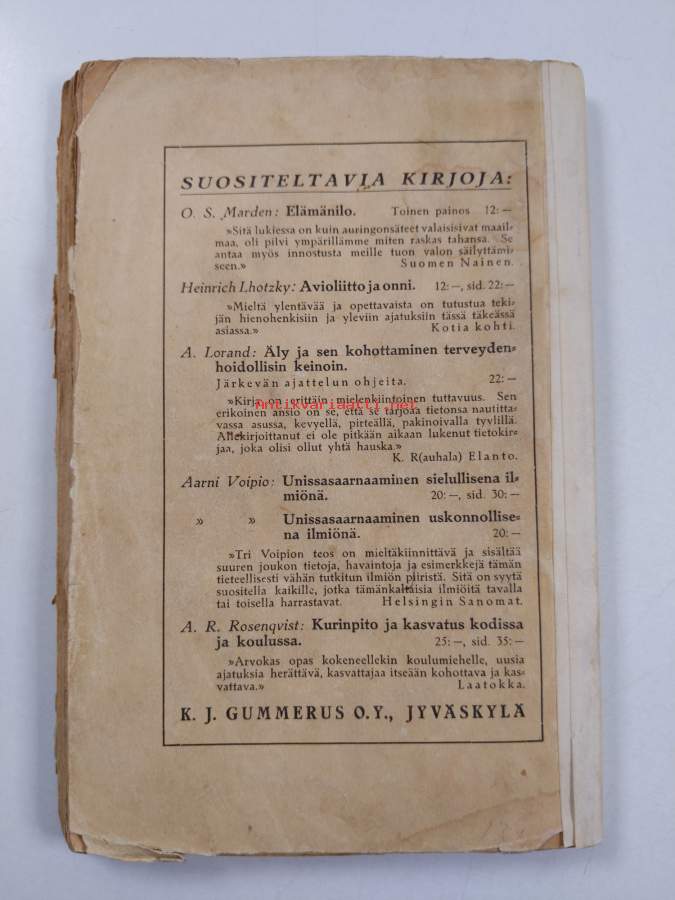 SUOSITELTAVIA KIRJOJA:
O. S. Marden: Elämänilo. Toinen painos 12:—
»Sitä lukiessa on kuin auringonsäteet valaisisivat maail-
maa, oli pilvi ympärillämme miten raskas tahansa. Se
antaa myös innostusta meille tuon valon säilyttämi-
seen.» Suomen Nainen.
Heinrich Lhotzky: Avioliitto ja onni. 12:—, sid. 22:—
»Mieltä ylentävää ja opettavaista on tutustua teki-
jän hienohenkisiin ja yleviin ajatuksiin tässä täkeässä
asiassa.» Kotia kohti.
A. Lorand: Äly ja sen kohottaminen terveyden-
hoidollisin keinoin.
Järkevän ajattelun ohjeita. 22:—
»Kirja on erittäin mielenkiintoinen tuttavuus. Sen
Antikvariaatti.net
erikoinen ansio on se, että se tarjoaa tietonsa nautitta-
vassa asussa, kevyellä, pirteällä, pakinoivalla tyylillä.
Allekirjoittanut ei ole pitkään aikaan lukenut tietokir-
jaa, joka olisi ollut yhtä hauska.»
K. R(auhala) Elanto.
Aarni Voipio: Unissasaarnaaminen sielullisena il-
miönä. 20:—, sid. 30:—
» » Unissasaarnaaminen uskonnollise-
na ilmiönä. 20:—
»Tri Voipion teos on mieltäkiinnittävä ja sisältää
suuren joukon tietoja, havaintoja ja esimerkkejä tämän
tieteellisesti vähän tutkitun ilmiön piiristä. Sitä on syytä
suositella kaikille, jotka tämänkaltaisia ilmiöitä tavalla
tai toisella harrastavat. Helsingin Sanomat.
A. R. Rosenqvist: Kurinpito ja kasvatus kodissa
ja koulussa. 25:—, sid. 35:—
»Arvokas opas kokeneellekin koulumiehelle, uusia
ajatuksia herättävä, kasvattajaa itseään kohottava ja kas-
vattava.» Laatokka.
K. J. GUMMERUS O.Y., JYVÄSKYLÄ